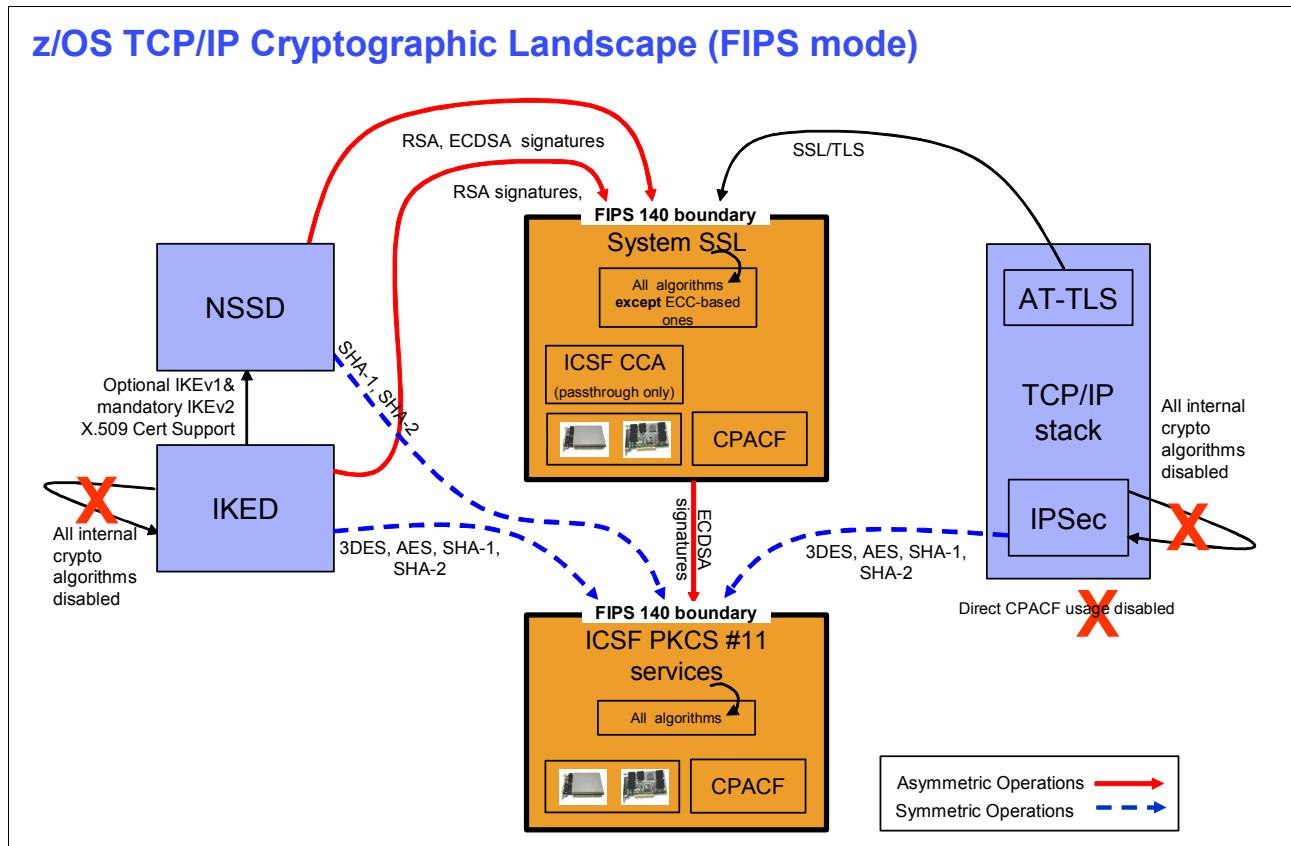 z/OS TCP/IP Cryptographic Landscape (FIPS mode)
RSA, ECDSA signatures
SSL/TLS
RSA signatures,
FIPS 140 boundary
System SSL
All algorithms
except ECC-based
ones
ICSF CCA
(passthrough only)
CPACF
NSSD
AT-TLS
TCP/IP
stack
IPSec
SHA-1, SHA-2
Optional IKEv1&
mandatory IKEv2
X.509 Cert Support
IKED
All internal
crypto
algorithms
disabled
X
All internal
crypto
algorithms
disabled
X
3DES, AES, SHA-1,
SHA-2
ECDSA
signatures
3DES, AES, SHA-1,
SHA-2
Direct CPACF usage disabled
X
FIPS 140 boundary
ICSF PKCS #11
services
All algorithms
CPACF
Asymmetric Operations
Symmetric Operations